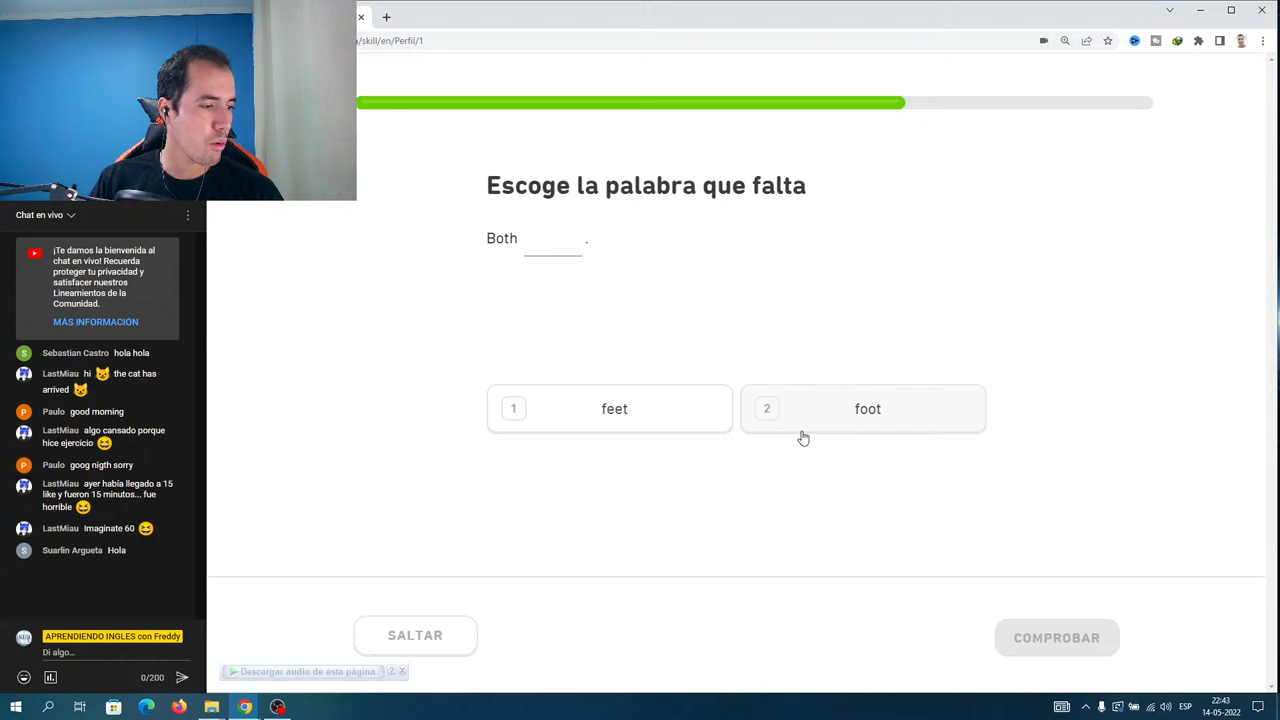 a/skill/en/Perfil/1
Escoge la palabra que falta
Both ______ .
1 feet
2 foot
SALTAR
COMPROBAR
Descargar audio de esta página ? X
Chat en vivo
¡Te damos la bienvenida al
chat en vivo! Recuerda
proteger tu privacidad y
satisfacer nuestros
Lineamientos de la
Comunidad.
MÁS INFORMACIÓN
S Sebastian Castro hola hola
LastMiau hi 😺 the cat has
arrived 😸
P Paulo good morning
LastMiau algo cansado porque
hice ejercicio 😆
P Paulo goog nigth sorry
LastMiau ayer había llegado a 15
like y fueron 15 minutos... fue
horrible 😆
LastMiau Imaginate 60 😆
S Suarlin Argueta Hola
APRENDIENDO INGLES con Freddy
Di algo...
0/200
ESP
22:43
14-05-2022